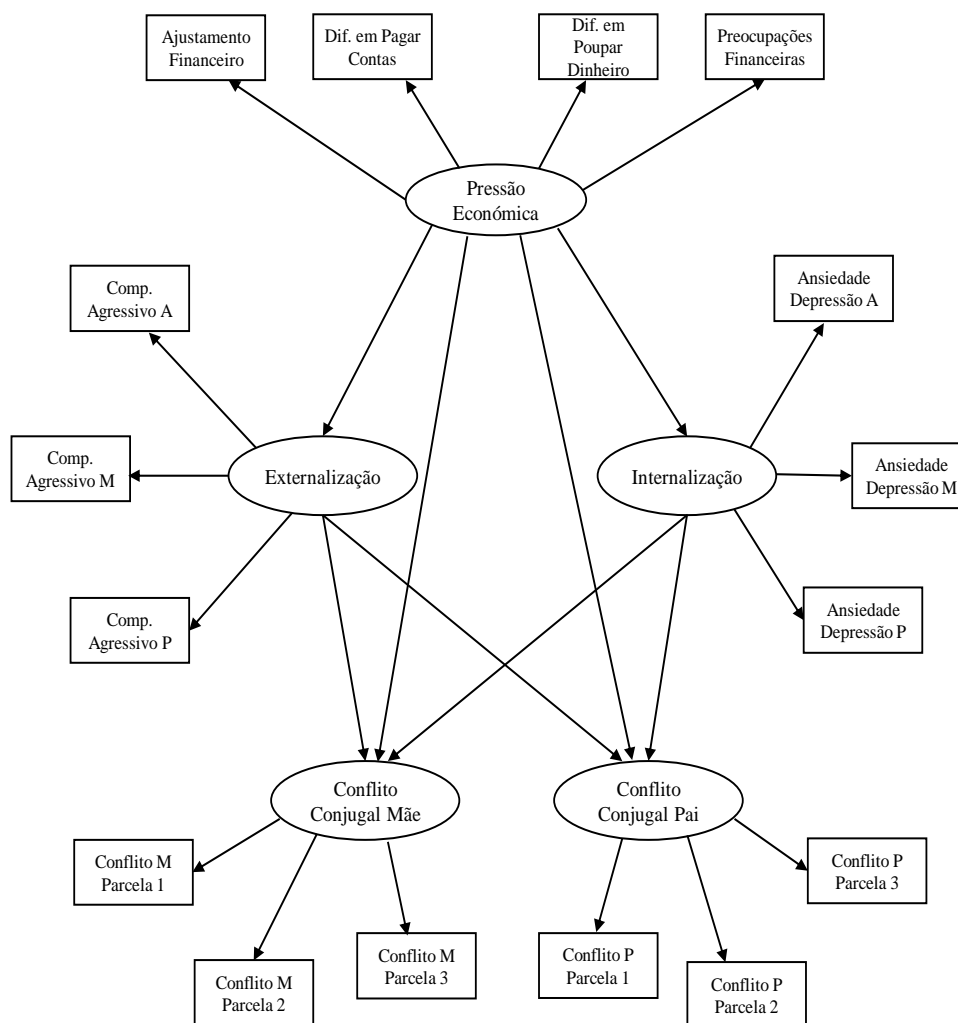 Ajustamento
Financeiro
Dif. em Pagar
Contas
Dif. em
Poupar
Dinheiro
Preocupações
Financeiras
Pressão
Económica
Comp.
Agressivo A
Ansiedade
Depressão A
Comp.
Agressivo M
Externalização
Internalização
Ansiedade
Depressão M
Comp.
Agressivo P
Ansiedade
Depressão P
Conflito
Conjugal Mãe
Conflito
Conjugal Pai
Conflito M
Parcela 1
Conflito P
Parcela 3
Conflito M
Parcela 2
Conflito M
Parcela 3
Conflito P
Parcela 1
Conflito P
Parcela 2